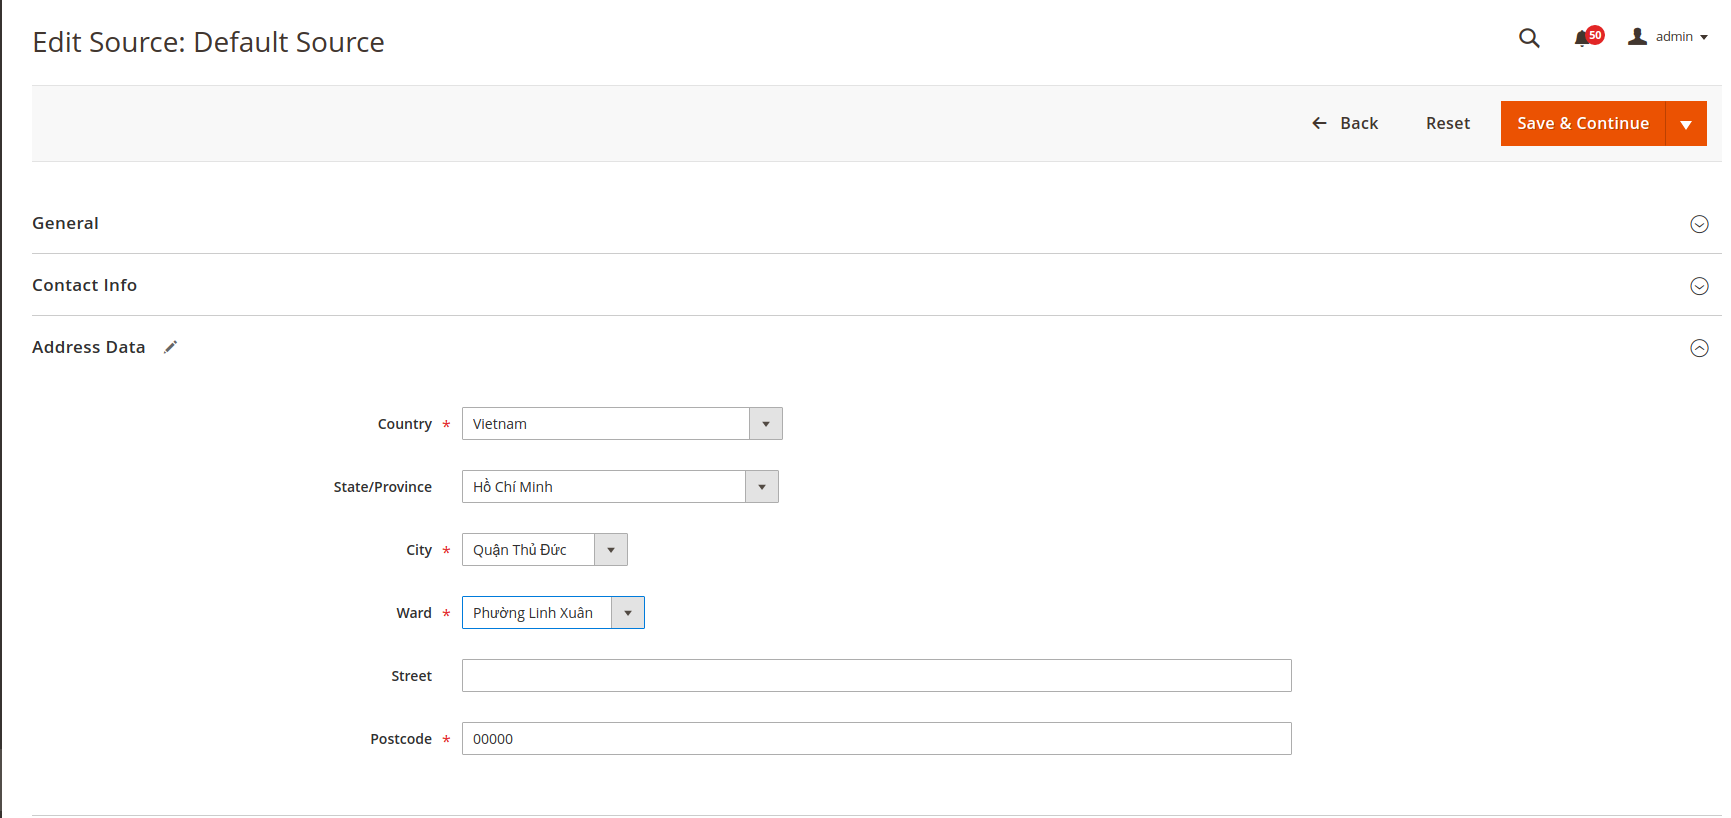 Edit Source: Default Source
50
admin
Back
Reset
Save & Continue
General
Contact Info
Address Data
Country * Vietnam
State/Province Hồ Chí Minh
City * Quận Thủ Đức
Ward * Phường Linh Xuân
Street
Postcode * 00000